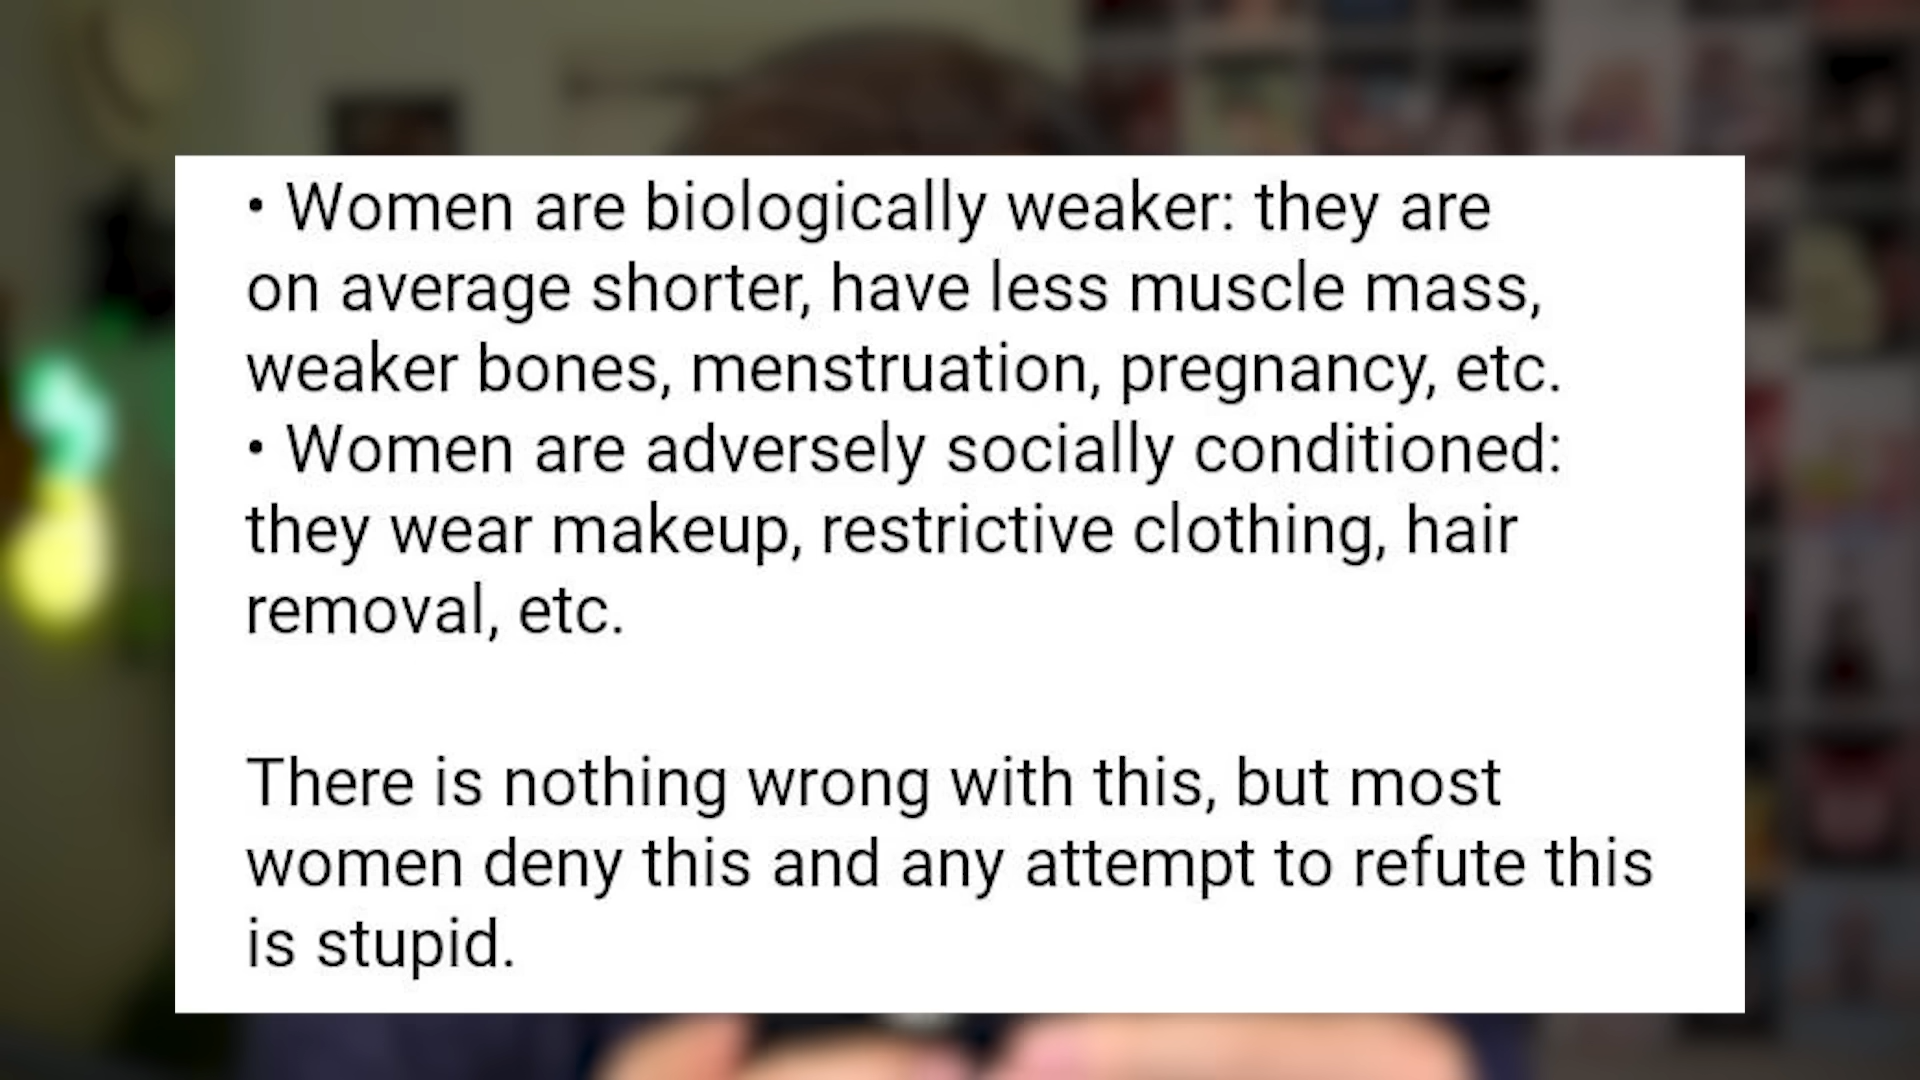 • Women are biologically weaker: they are
on average shorter, have less muscle mass,
weaker bones, menstruation, pregnancy, etc.
• Women are adversely socially conditioned:
they wear makeup, restrictive clothing, hair
removal, etc.
There is nothing wrong with this, but most
women deny this and any attempt to refute this
is stupid.